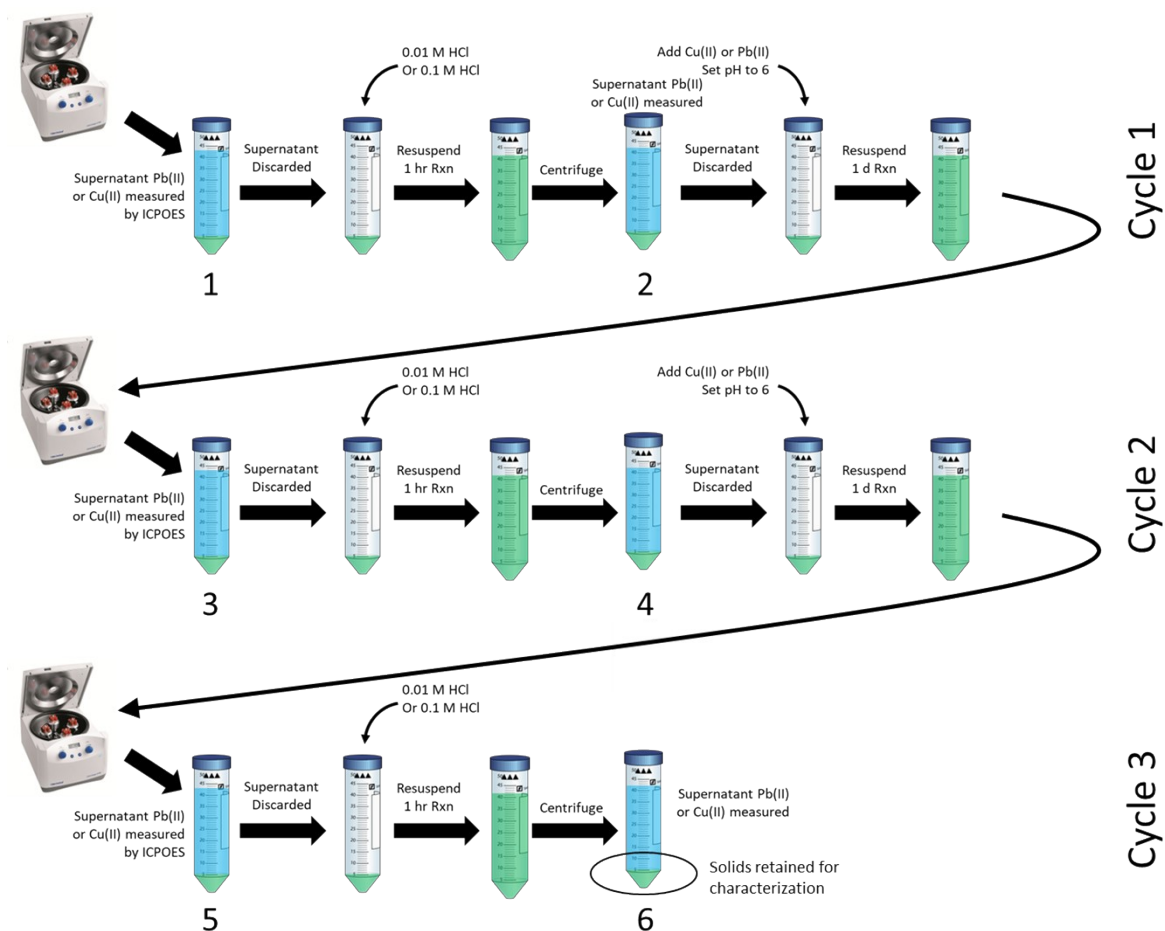 0.01 M HCl
Or 0.1 M HCl
Add Cu(II) or Pb(II)
Set pH to 6
Supernatant Pb(II)
or Cu(II) measured
Supernatant
Discarded
Resuspend
1 hr Rxn
Centrifuge
Supernatant
Discarded
Resuspend
1 d Rxn
Supernatant Pb(II)
or Cu(II) measured
by ICPOES
1
2
Cycle 1
0.01 M HCl
Or 0.1 M HCl
Add Cu(II) or Pb(II)
Set pH to 6
Supernatant
Discarded
Resuspend
1 hr Rxn
Centrifuge
Supernatant
Discarded
Resuspend
1 d Rxn
Supernatant Pb(II)
or Cu(II) measured
by ICPOES
3
4
Cycle 2
0.01 M HCl
Or 0.1 M HCl
Supernatant
Discarded
Resuspend
1 hr Rxn
Centrifuge
Supernatant Pb(II)
or Cu(II) measured
Supernatant Pb(II)
or Cu(II) measured
by ICPOES
Solids retained for
characterization
5
6
Cycle 3